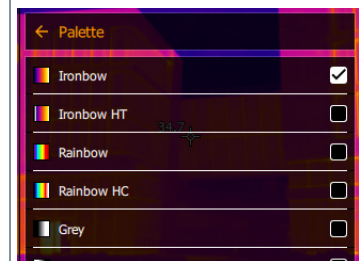 Palette
Ironbow
Ironbow HT
34.7
Rainbow
Rainbow HC
Grey